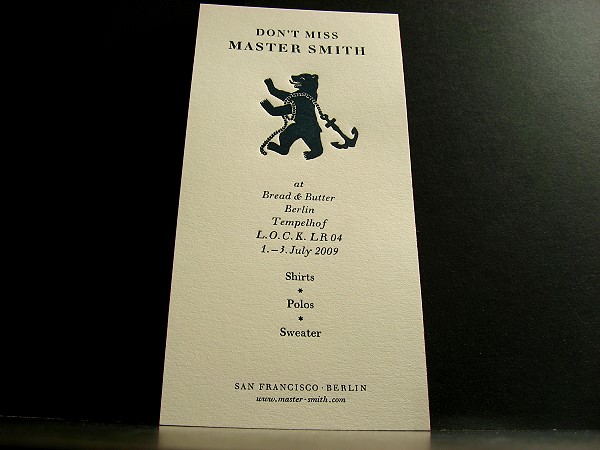 DON'T MISS
MASTER SMITH
at
Bread & Butter
Berlin
Tempelhof
L.O.C.K. LR 04
1.–3. July 2009
Shirts
*
Polos
*
Sweater
SAN FRANCISCO · BERLIN
www.master-smith.com